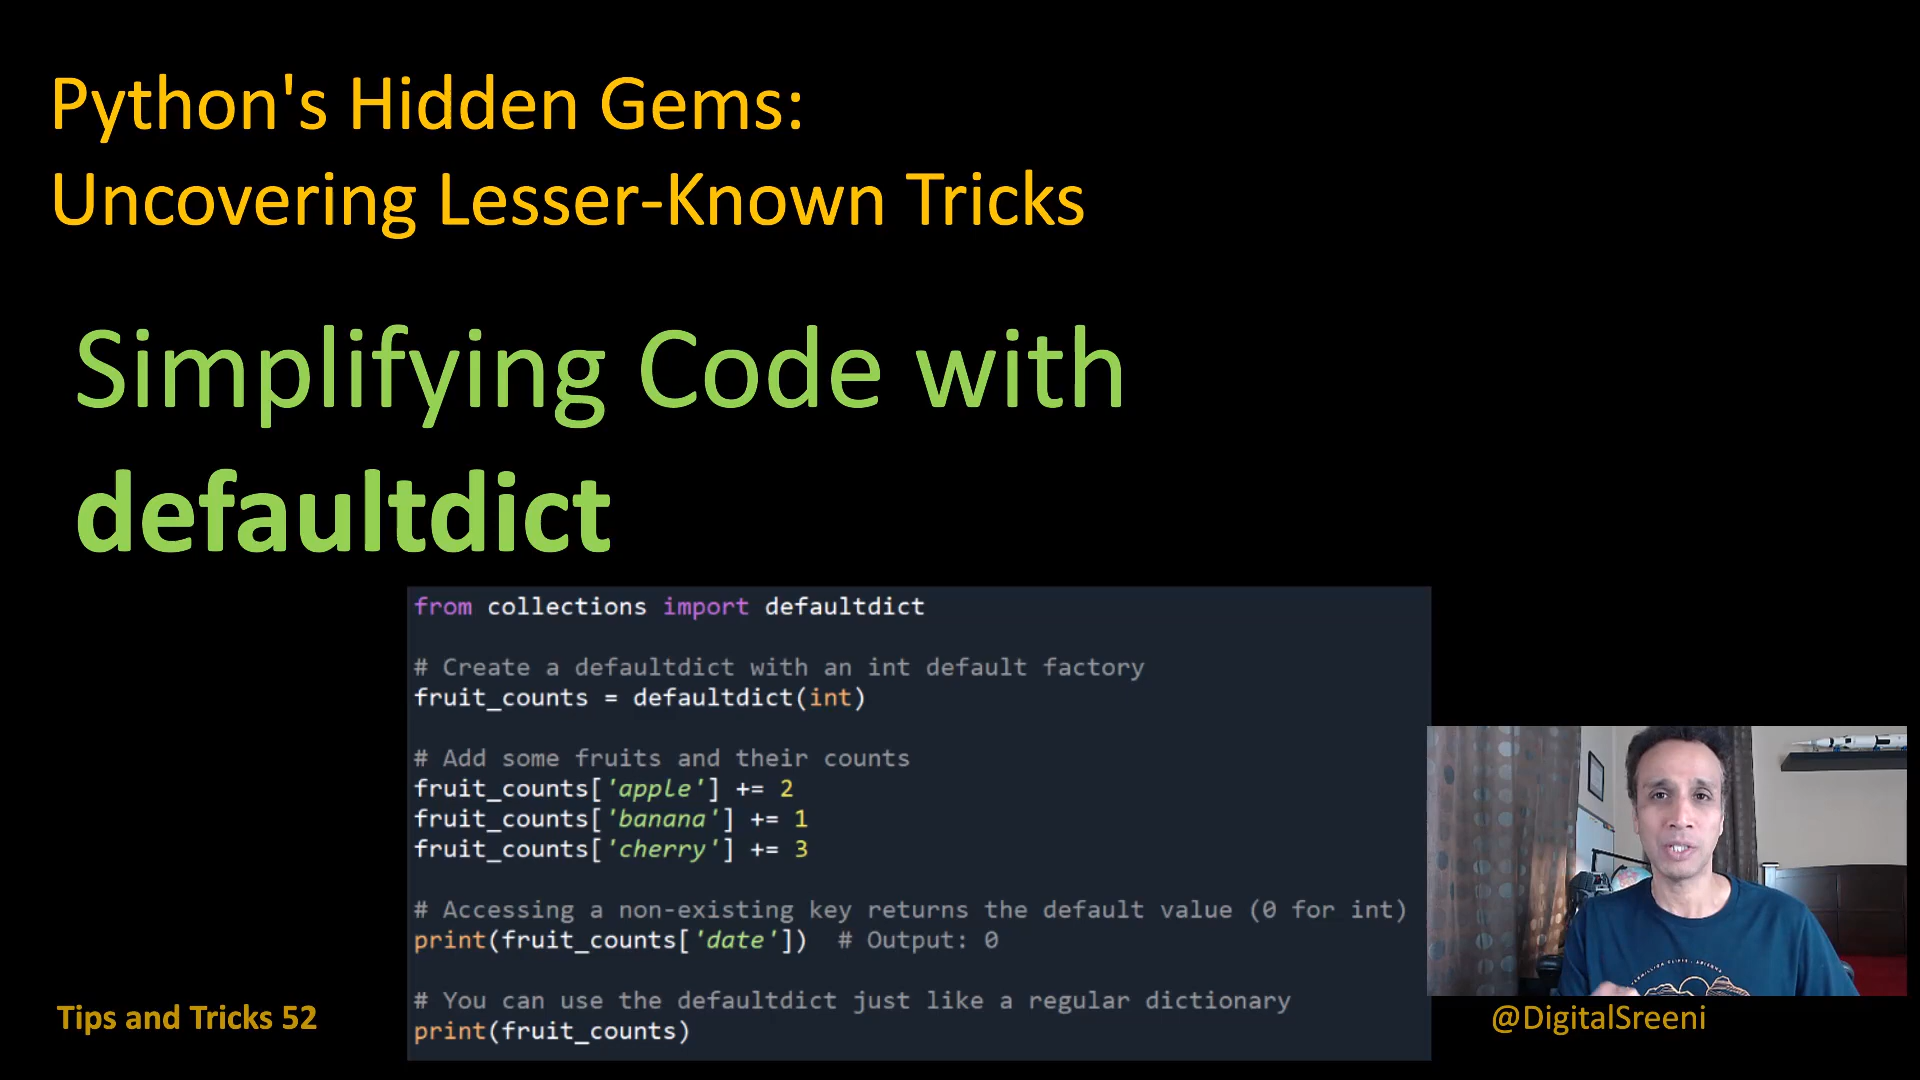 Python's Hidden Gems:
Uncovering Lesser-Known Tricks
Simplifying Code with
defaultdict
from collections import defaultdict
# Create a defaultdict with an int default factory
fruit_counts = defaultdict(int)
# Add some fruits and their counts
fruit_counts['apple'] += 2
fruit_counts['banana'] += 1
fruit_counts['cherry'] += 3
# Accessing a non-existing key returns the default value (0 for int)
print(fruit_counts['date'])  # Output: 0
# You can use the defaultdict just like a regular dictionary
print(fruit_counts)
Tips and Tricks 52
@DigitalSreeni